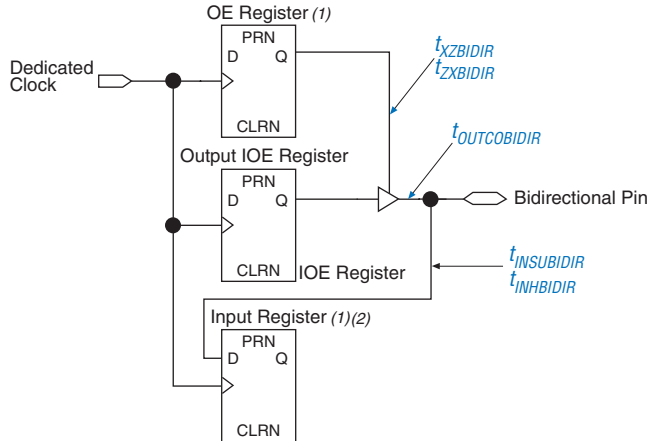 OE Register (1)
PRN
D Q
CLRN
Dedicated
Clock
tXZBIDIR
tZXBIDIR
tOUTCOBIDIR
Output IOE Register
PRN
D Q
CLRN
Bidirectional Pin
IOE Register
tINSUBIDIR
tINHBIDIR
Input Register (1)(2)
PRN
D Q
CLRN